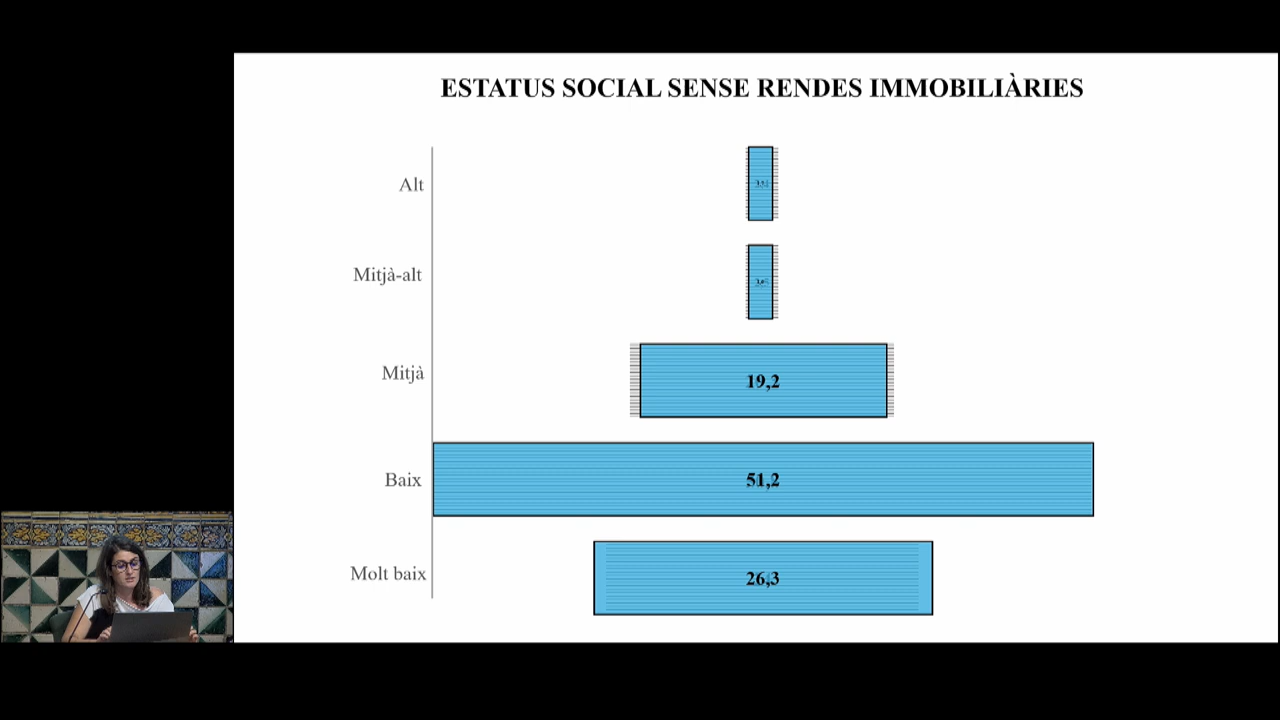 ESTATUS SOCIAL SENSE RENDES IMMOBILIÀRIES
Alt
Mitjà-alt
Mitjà
19,2
Baix
51,2
Molt baix
26,3